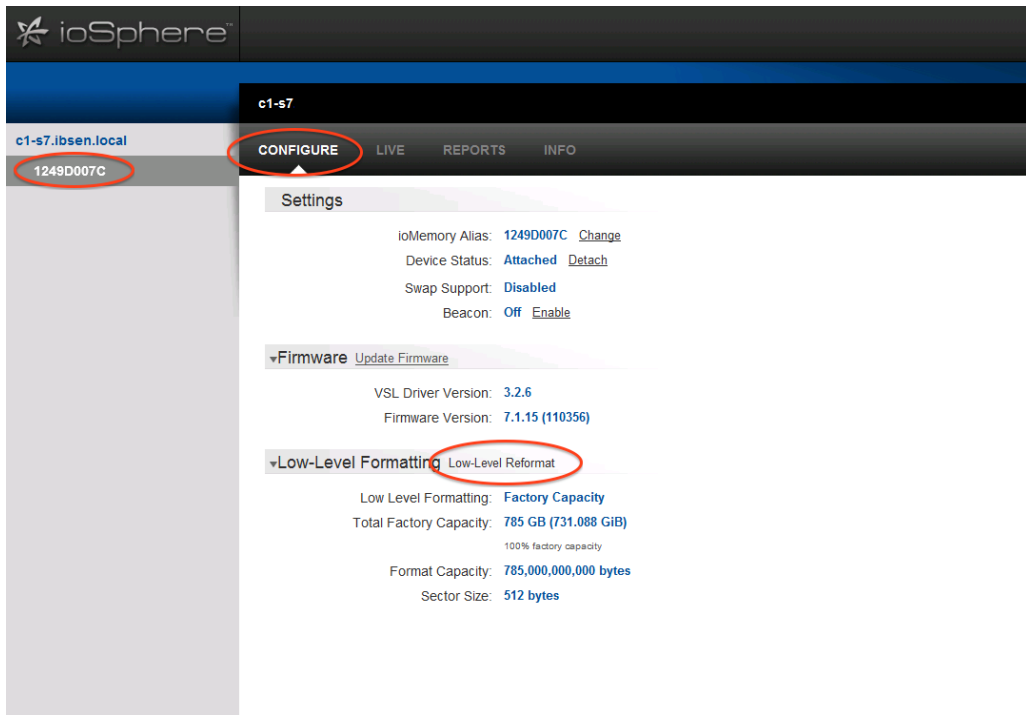 ioSphere™
c1-s7
c1-s7.ibsen.local
1249D007C
CONFIGURE LIVE REPORTS INFO
Settings
ioMemory Alias: 1249D007C Change
Device Status: Attached Detach
Swap Support: Disabled
Beacon: Off Enable
Firmware Update Firmware
VSL Driver Version: 3.2.6
Firmware Version: 7.1.15 (110356)
Low-Level Formatting Low-Level Reformat
Low Level Formatting: Factory Capacity
Total Factory Capacity: 785 GB (731.088 GiB)
100% factory capacity
Format Capacity: 785,000,000,000 bytes
Sector Size: 512 bytes